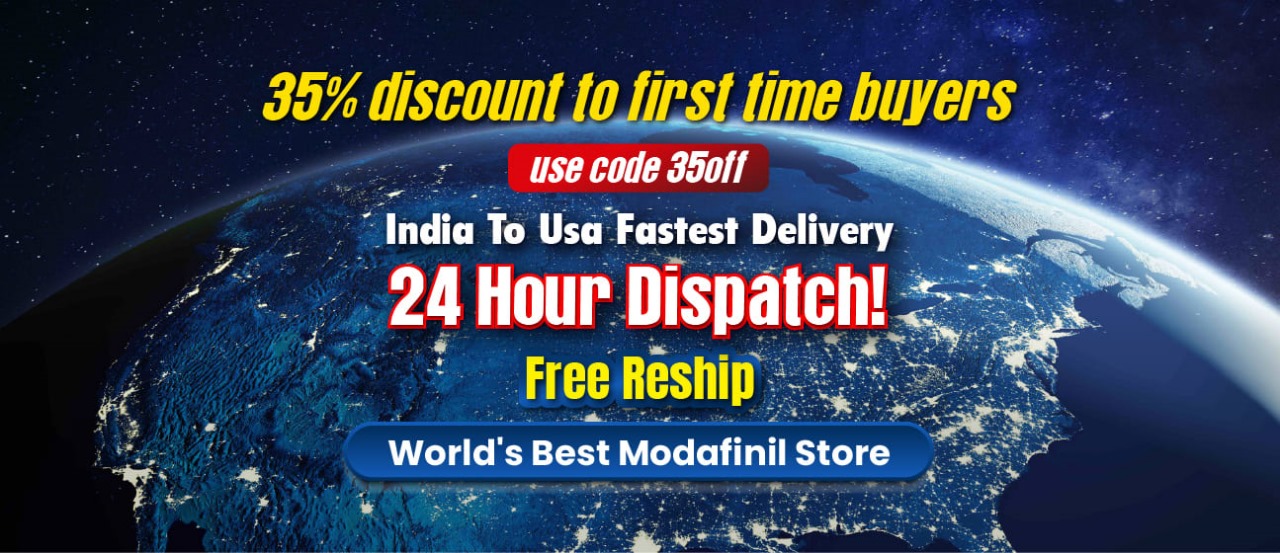 35% discount to first time buyers
use code 35off
India To Usa Fastest Delivery
24 Hour Dispatch!
Free Reship
World's Best Modafinil Store